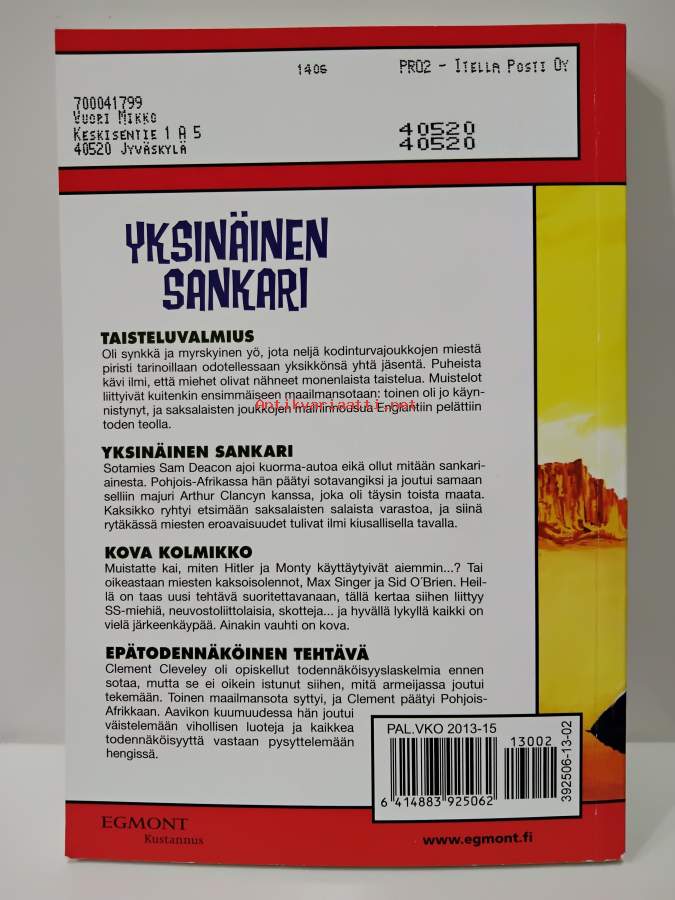 1406
PRO2 - Itella Posti Oy
700041799
Vuori Mikko
Keskisentie 1 A 5
40520 Jyväskylä
40520
40520
YKSINÄINEN
SANKARI
TAISTELUVALMIUS
Oli synkkä ja myrskyinen yö, jota neljä kodinturvajoukkojen miestä
piristi tarinoillaan odotellessaan yksikkönsä yhtä jäsentä. Puheista
kävi ilmi, että miehet olivat nähneet monenlaista taistelua. Muistelot
liittyivät kuitenkin ensimmäiseen maailmansotaan: toinen oli jo käyn-
nistynyt, ja saksalaisten joukkojen maihinnousua Englantiin pelättiin
Antikvariaatti.net
toden teolla.
YKSINÄINEN SANKARI
Sotamies Sam Deacon ajoi kuorma-autoa eikä ollut mitään sankari-
ainesta. Pohjois-Afrikassa hän päätyi sotavangiksi ja joutui samaan
selliin majuri Arthur Clancyn kanssa, joka oli täysin toista maata.
Kaksikko ryhtyi etsimään saksalaisten salaista varastoa, ja siinä
rytäkässä miesten eroavaisuudet tulivat ilmi kiusallisella tavalla.
KOVA KOLMIKKO
Muistatte kai, miten Hitler ja Monty käyttäytyivät aiemmin...? Tai
oikeastaan miesten kaksoisolennot, Max Singer ja Sid O´Brien. Heil-
lä on taas uusi tehtävä suoritettavanaan, tällä kertaa siihen liittyy
SS-miehiä, neuvostoliittolaisia, skotteja... ja hyvällä lykyllä kaikki on
vielä järkeenkäypää. Ainakin vauhti on kova.
EPÄTODENNÄKÖINEN TEHTÄVÄ
Clement Cleveley oli opiskellut todennäköisyyslaskelmia ennen
sotaa, mutta se ei oikein istunut siihen, mitä armeijassa joutui
tekemään. Toinen maailmansota syttyi, ja Clement päätyi Pohjois-
Afrikkaan. Aavikon kuumuudessa hän joutui
väistelemään vihollisen luoteja ja kaikkea
todennäköisyyttä vastaan pysyttelemään
hengissä.
PAL.VKO 2013-15
13002
6 414883 925062
392506-13-02
EGMONT
Kustannus
www.egmont.fi